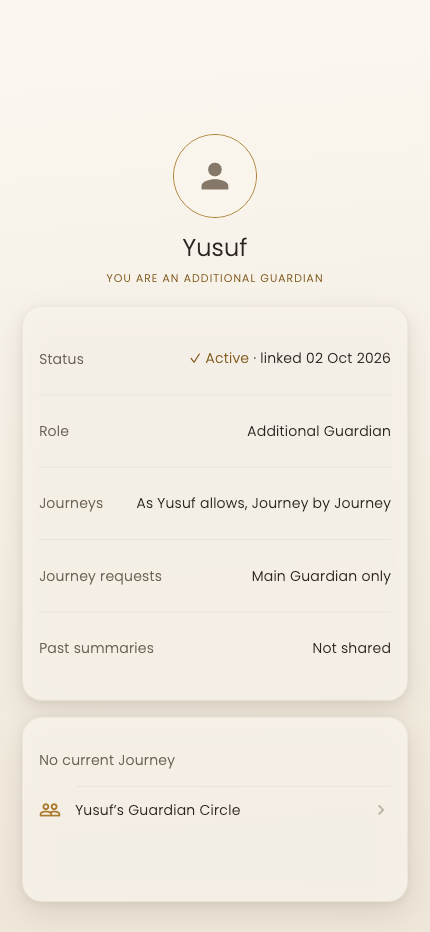 Yusuf
YOU ARE AN ADDITIONAL GUARDIAN
Status ✓ Active · linked 02 Oct 2026
Role Additional Guardian
Journeys As Yusuf allows, Journey by Journey
Journey requests Main Guardian only
Past summaries Not shared
No current Journey
Yusuf’s Guardian Circle